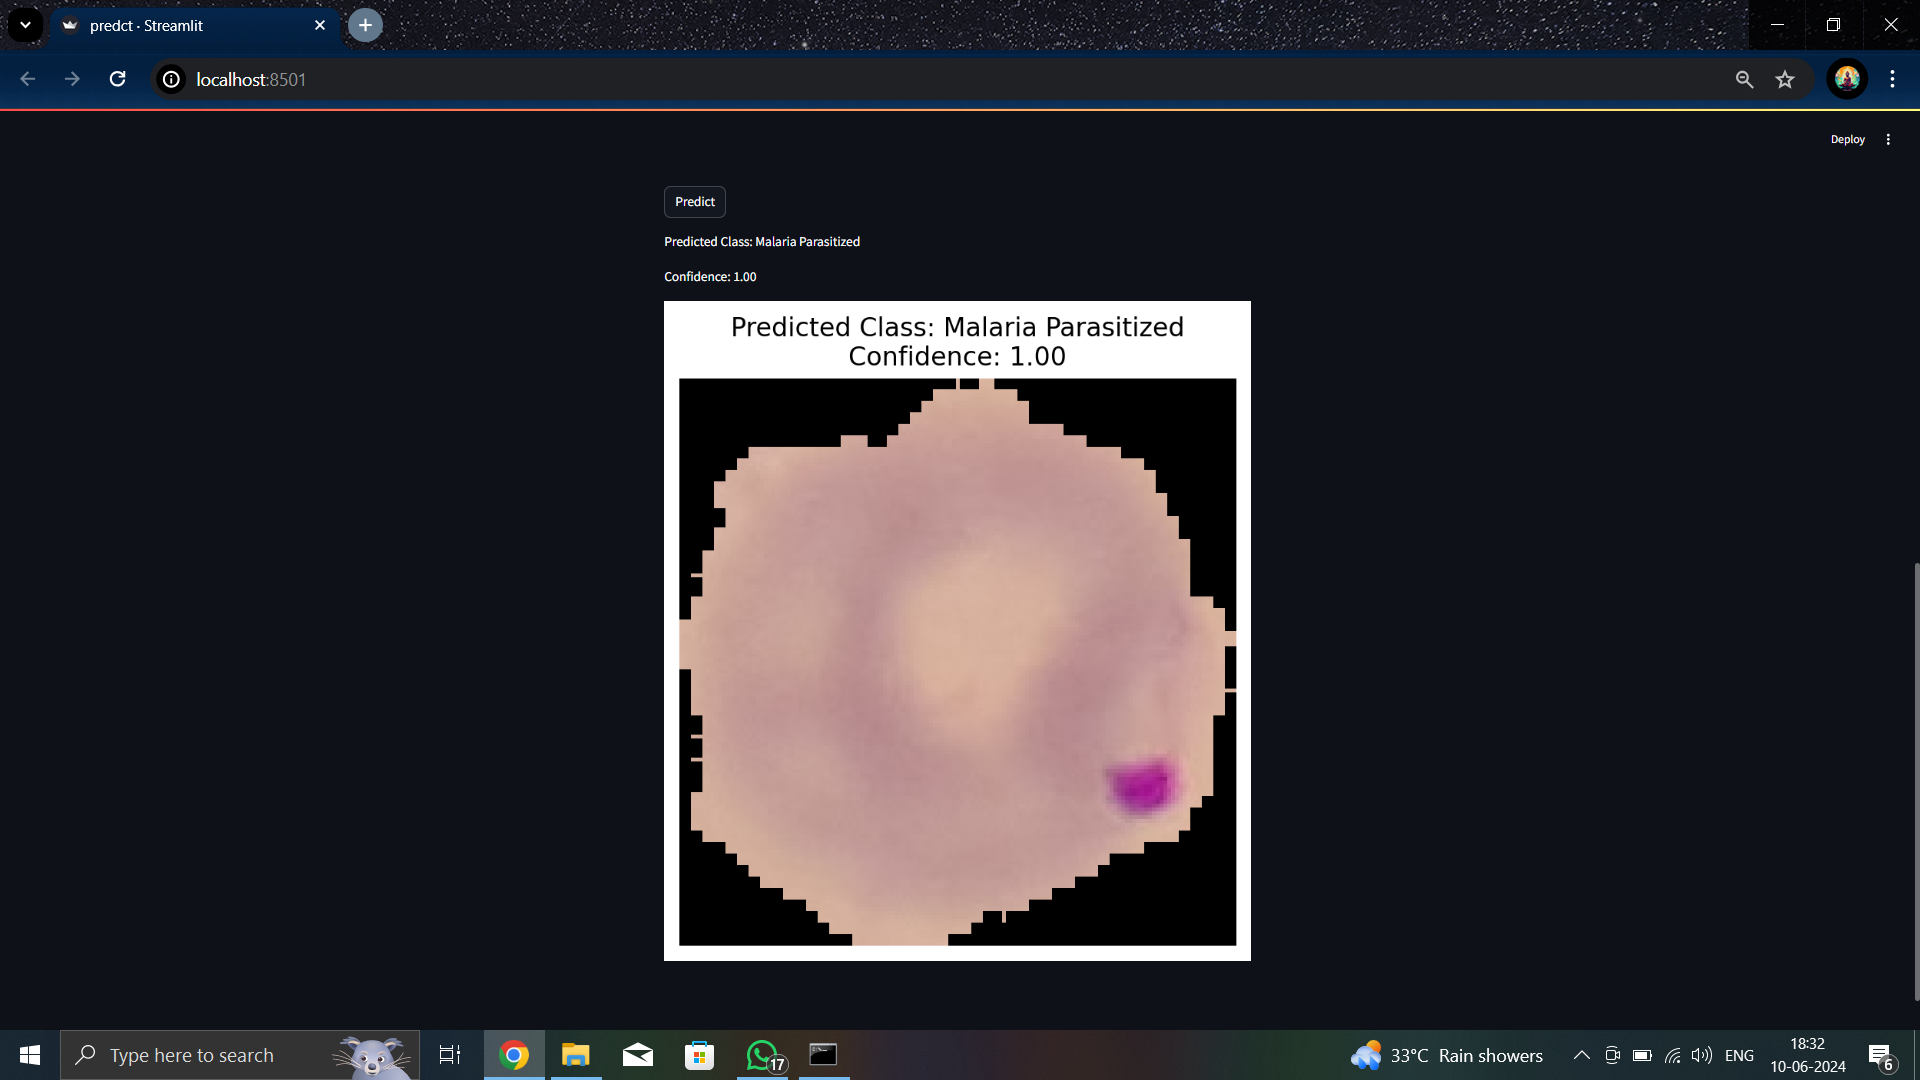 predct · Streamlit
localhost:8501
Deploy
Predict
Predicted Class: Malaria Parasitized
Confidence: 1.00
Predicted Class: Malaria Parasitized
Confidence: 1.00
Type here to search
17
33°C Rain showers
ENG
18:32
10-06-2024
6